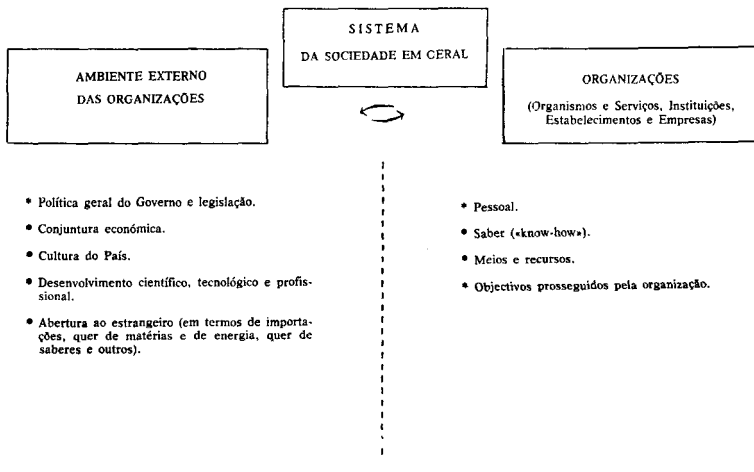 SISTEMA
DA SOCIEDADE EM CERAL
AMBIENTE EXTERNO
DAS ORGANIZAÇÕES
ORGANIZAÇÕES
(Organismos e Serviços, Instituições,
Estabelecimentos e Empresas)
* Política geral do Governo e legislação.
• Conjuntura económica.
• Cultura do País.
• Desenvolvimento científico, tecnológico e profis-
sional.
• Abertura ao estrangeiro (em termos de importa-
ções, quer de matérias e de energia, quer de
saberes e outros).
* Pessoal.
• Saber («know-how»).
• Meios e recursos.
* Objectivos prosseguidos pela organização.